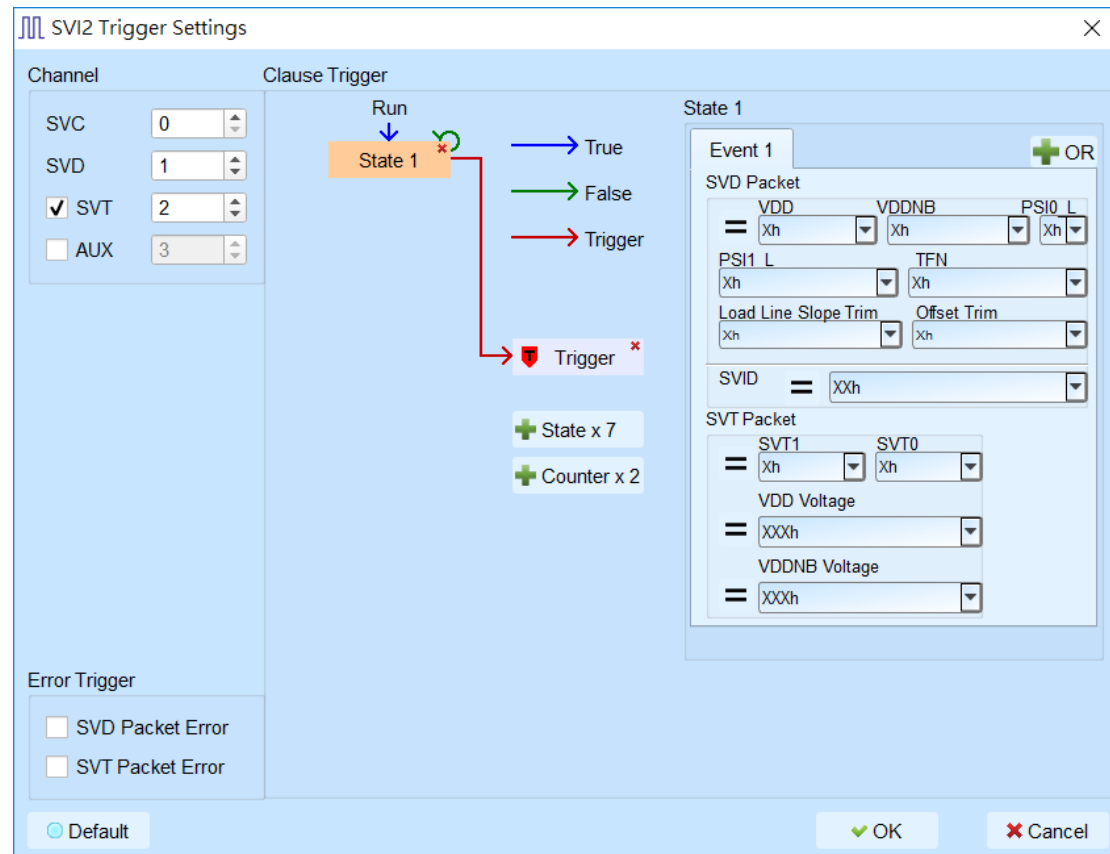 SVI2 Trigger Settings
Channel
SVC 0
SVD 1
SVT 2
AUX 3
Clause Trigger
Run
State 1
True
False
Trigger
T Trigger
State x 7
Counter x 2
State 1
Event 1
OR
SVD Packet
VDD VDDNB PSI0_L
= Xh Xh Xh
PSI1_L TFN
Xh Xh
Load Line Slope Trim Offset Trim
Xh Xh
SVID = XXh
SVT Packet
SVT1 SVT0
= Xh Xh
VDD Voltage
= XXXh
VDDNB Voltage
= XXXh
Error Trigger
SVD Packet Error
SVT Packet Error
Default
OK
Cancel